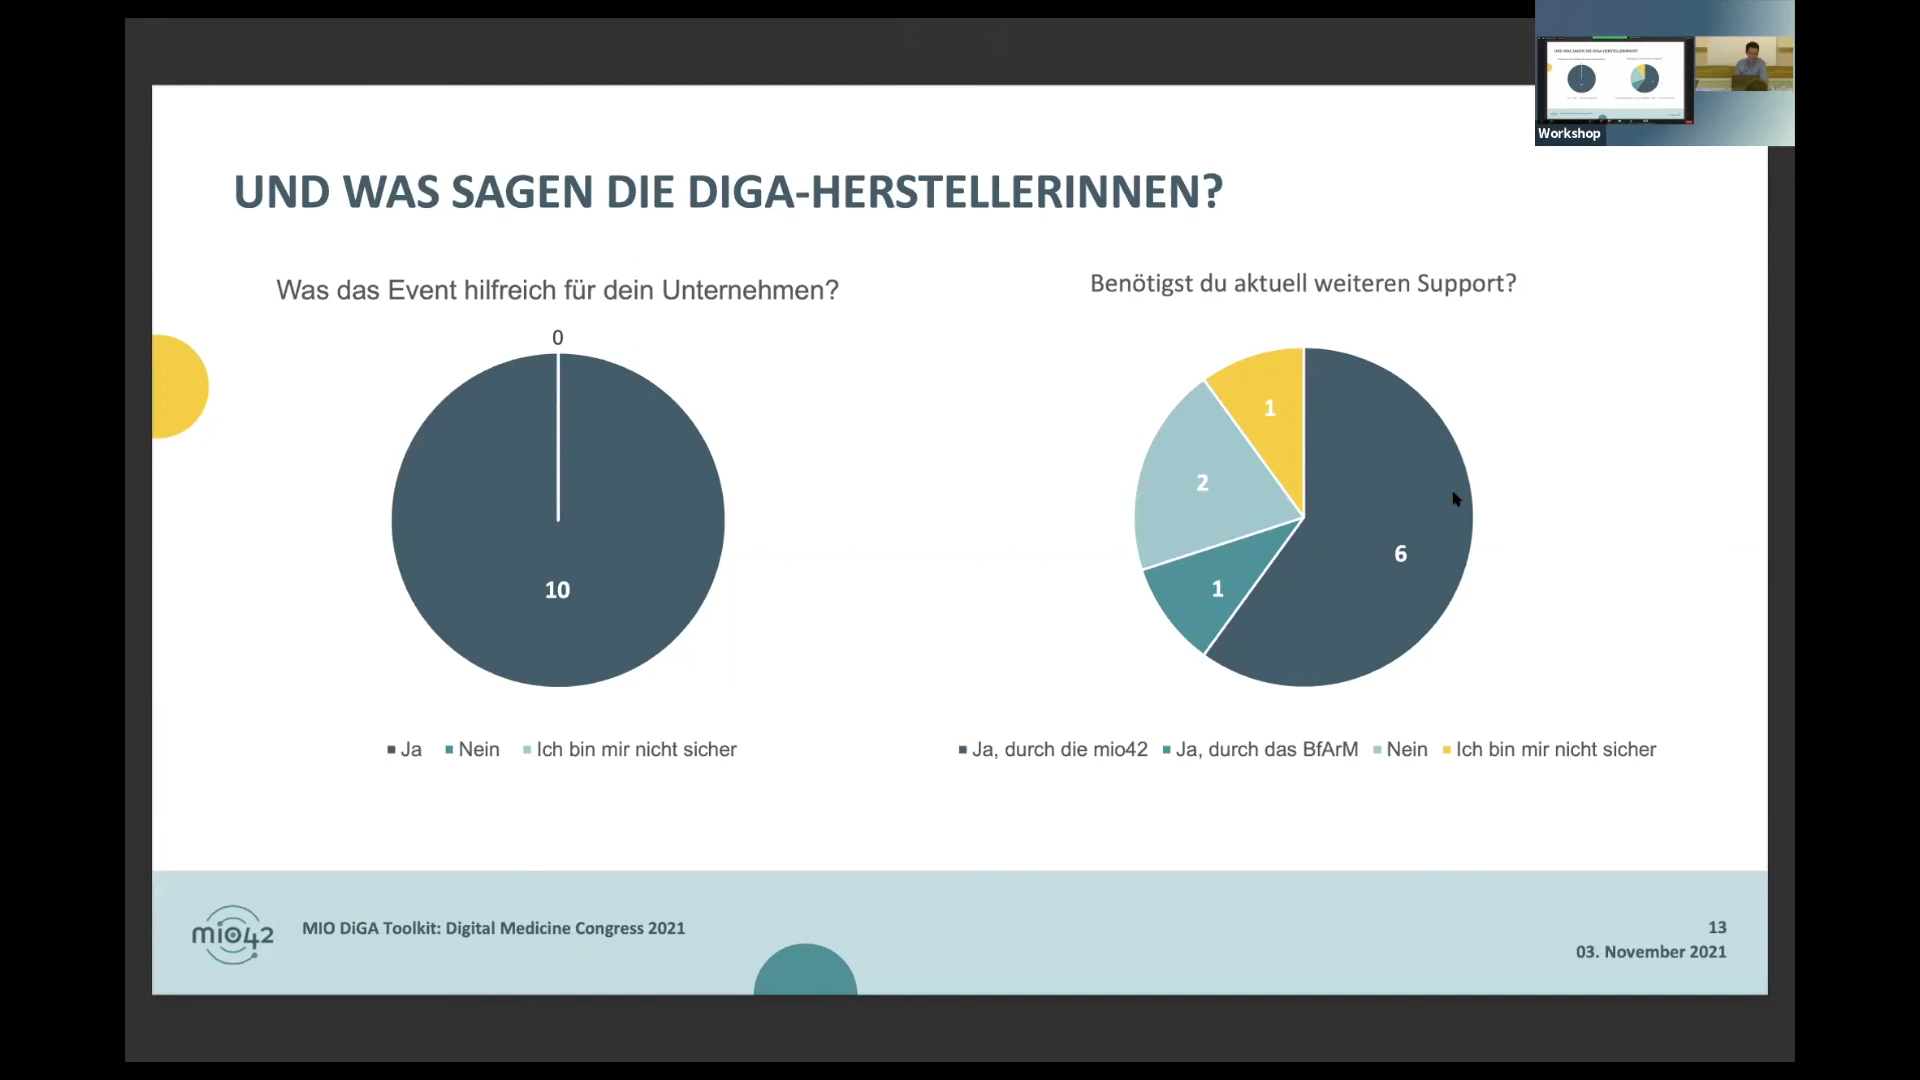 Workshop
UND WAS SAGEN DIE DIGA-HERSTELLERINNEN?
Was das Event hilfreich für dein Unternehmen?
0
10
Ja
Nein
Ich bin mir nicht sicher
Benötigst du aktuell weiteren Support?
1
2
1
6
Ja, durch die mio42
Ja, durch das BfArM
Nein
Ich bin mir nicht sicher
mio42
MIO DiGA Toolkit: Digital Medicine Congress 2021
13
03. November 2021